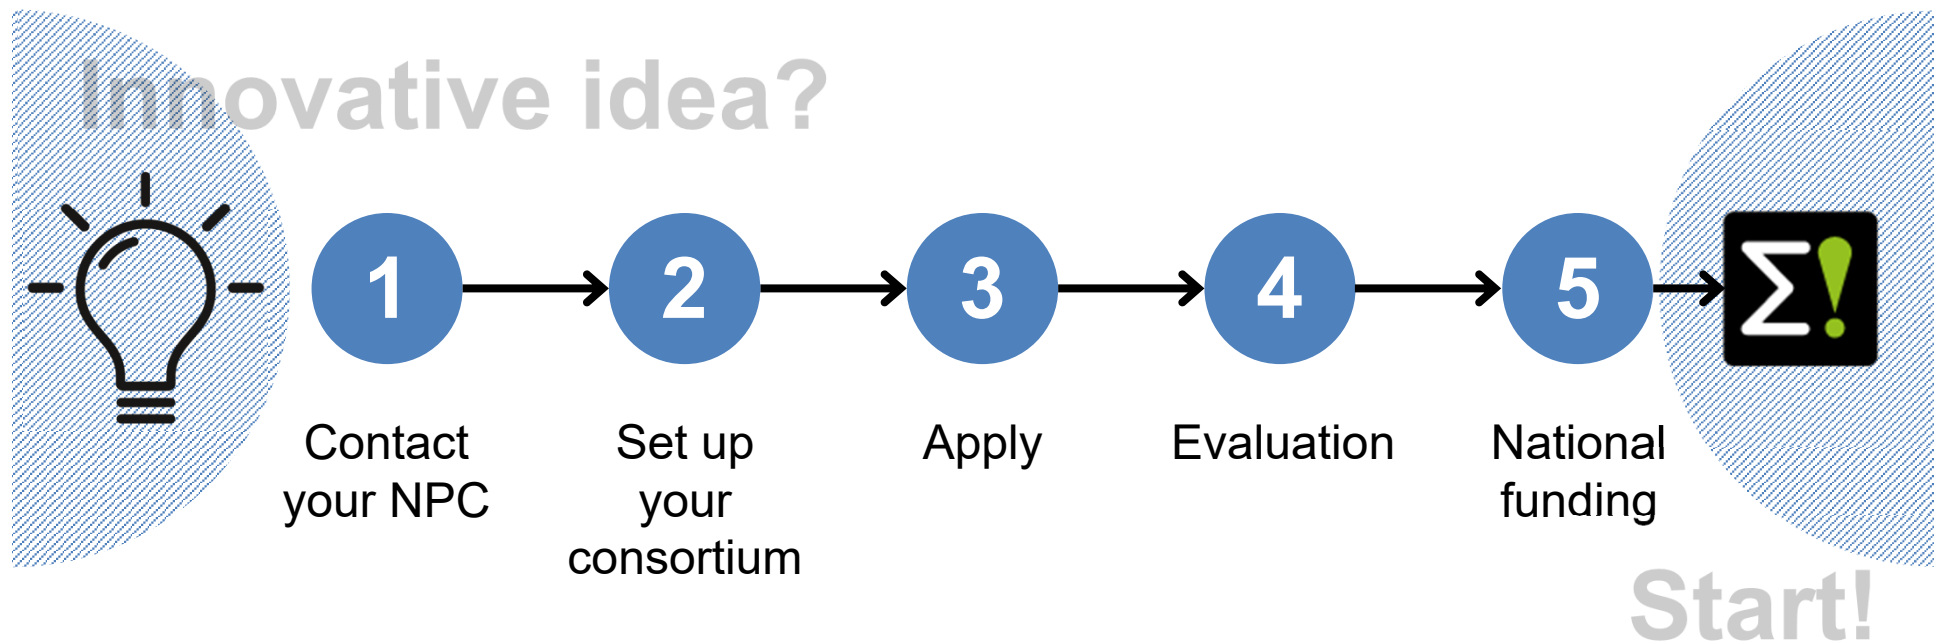 Innovative idea?
1
2
3
4
5
Σ!
Contact
your NPC
Set up
your
consortium
Apply
Evaluation
National
funding
Start!